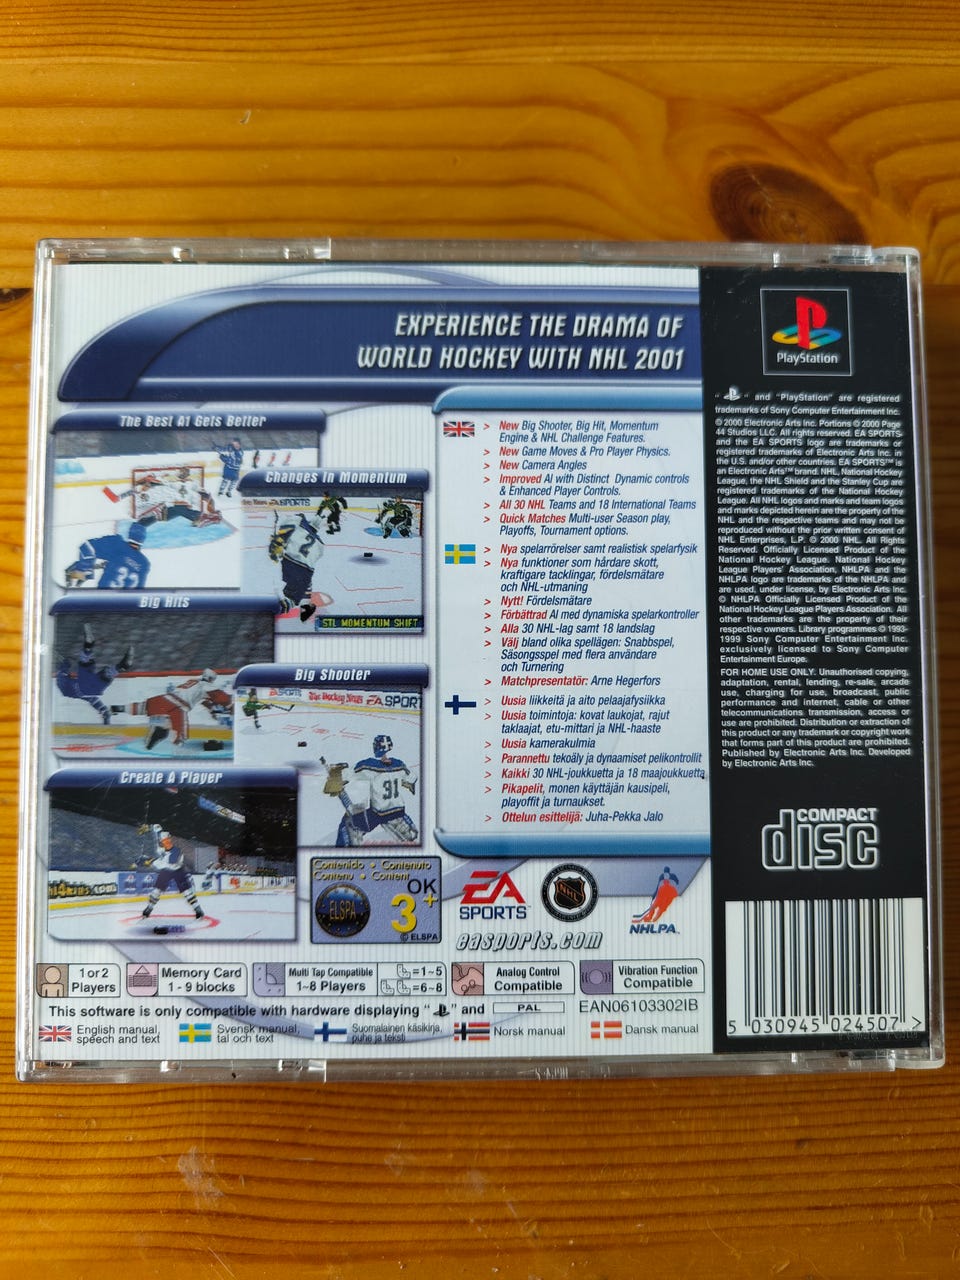 EXPERIENCE THE DRAMA OF
WORLD HOCKEY WITH NHL 2001
PlayStation
The Best A1 Gets Better
33
Changes In Momentum
EA SPORTS
2
STL MOMENTUM SHIFT
Big Hits
Big Shooter
The Hockey News EA SPORT
31
Create A Player
> New Big Shooter, Big Hit, Momentum
Engine & NHL Challenge Features.
> New Game Moves & Pro Player Physics.
> New Camera Angles
> Improved AI with Distinct Dynamic controls
& Enhanced Player Controls.
> All 30 NHL Teams and 18 International Teams
> Quick Matches Multi-user Season play,
Playoffs, Tournament options.
> Nya spelarrörelser samt realistisk spelarfysik
> Nya funktioner som hårdare skott,
kraftigare tacklingar, fördelsmätare
och NHL-utmaning
> Nytt! Fördelsmätare
> Förbättrad AI med dynamiska spelarkontroller
> Alla 30 NHL-lag samt 18 landslag
> Välj bland olika spellägen: Snabbspel,
Säsongsspel med flera användare
och Turnering
> Matchpresentatör: Arne Hegerfors
> Uusia liikkeitä ja aito pelaajafysiikka
> Uusia toimintoja: kovat laukojat, rajut
taklaajat, etu-mittari ja NHL-haaste
> Uusia kamerakulmia
> Parannettu tekoäly ja dynaamiset pelikontrollit
> Kaikki 30 NHL-joukkuetta ja 18 maajoukkuetta
> Pikapelit, monen käyttäjän kausipeli,
playoffit ja turnaukset.
> Ottelun esittelijä: Juha-Pekka Jalo
" " and "PlayStation" are registered
trademarks of Sony Computer Entertainment Inc.
© 2000 Electronic Arts Inc. Portions © 2000 Page
44 Studios LLC. All rights reserved. EA SPORTS
and the EA SPORTS logo are trademarks or
registered trademarks of Electronic Arts Inc. in
the U.S. and/or other countries. EA SPORTS™ is
an Electronic Arts™ brand. NHL, National Hockey
League, the NHL Shield and the Stanley Cup are
registered trademarks of the National Hockey
League. All NHL logos and marks and team logos
and marks depicted herein are the property of the
NHL and the respective teams and may not be
reproduced without the prior written consent of
NHL Enterprises, L.P. © 2000 NHL. All Rights
Reserved. Officially Licensed Product of the
National Hockey League. National Hockey
League Players' Association, NHLPA and the
NHLPA logo are trademarks of the NHLPA and
are used, under license, by Electronic Arts Inc.
© NHLPA Officially Licensed Product of the
National Hockey League Players Association. All
other trademarks are the property of their
respective owners. Library programmes © 1993-
1999 Sony Computer Entertainment Inc.
exclusively licensed to Sony Computer
Entertainment Europe.
FOR HOME USE ONLY. Unauthorised copying,
adaptation, rental, lending, re-sale, arcade
use, charging for use, broadcast, public
performance and internet, cable or other
telecommunications transmission, access or
use are prohibited. Distribution or extraction of
this product or any trademark or copyright work
that forms part of this product are prohibited.
Published by Electronic Arts Inc. Developed
by Electronic Arts Inc.
COMPACT
disc
Contenido • Contenuto
Contenu • Content
ELSPA
OK
3+
© ELSPA
EA
SPORTS™
NHL
NHLPA™
easports.com
1 or 2
Players
Memory Card
1 - 9 blocks
Multi Tap Compatible
1~8 Players
=1~5
=6~8
Analog Control
Compatible
Vibration Function
Compatible
This software is only compatible with hardware displaying " " and PAL
EAN06103302IB
English manual,
speech and text
Svensk manual,
tal och text
Suomalainen käsikirja,
puhe ja teksti
Norsk manual
Dansk manual
5 030945 024507 >